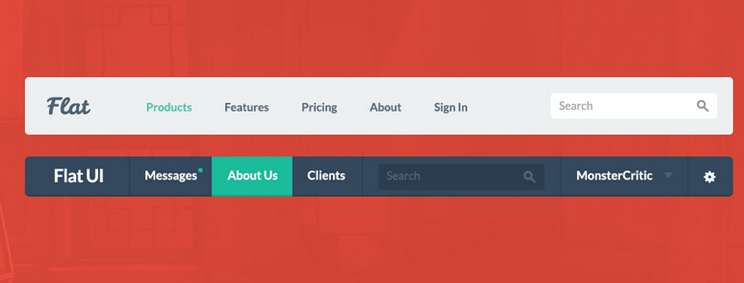 Flat Products Features Pricing About Sign In Search
Flat UI Messages About Us Clients Search MonsterCritic